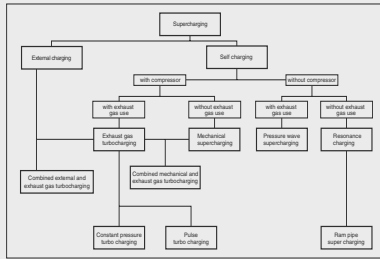 Supercharging
External charging
Self charging
with compressor
without compressor
with exhaust
gas use
without exhaust
gas use
with exhaust
gas use
without exhaust
gas use
Exhaust gas
turbocharging
Mechanical
supercharging
Pressure wave
supercharging
Resonance
charging
Combined external and
exhaust gas turbocharging
Combined mechanical and
exhaust gas turbocharging
Constant pressure
turbo charging
Pulse
turbo charging
Ram pipe
super charging